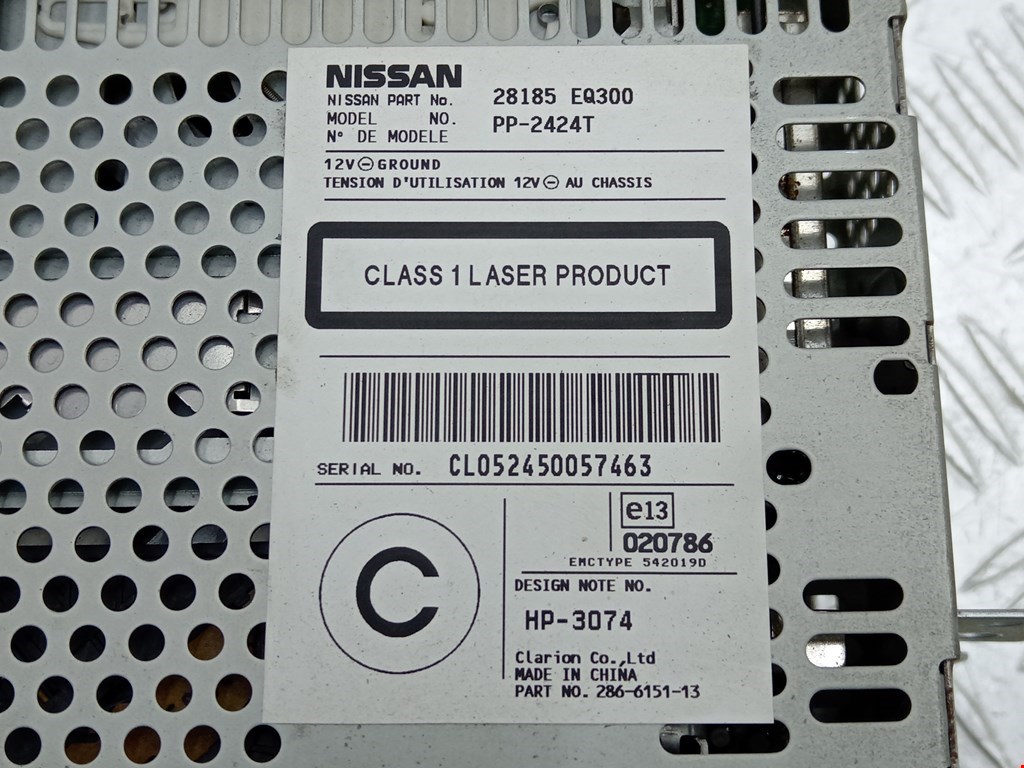 NISSAN
NISSAN PART No. 28185 EQ300
MODEL NO. PP-2424T
N° DE MODELE
12V⊖GROUND
TENSION D'UTILISATION 12V⊖ AU CHASSIS
CLASS 1 LASER PRODUCT
SERIAL NO. CL052450057463
C
e13
020786
EMCTYPE 542019D
DESIGN NOTE NO.
HP-3074
Clarion Co.,Ltd
MADE IN CHINA
PART NO. 286-6151-13